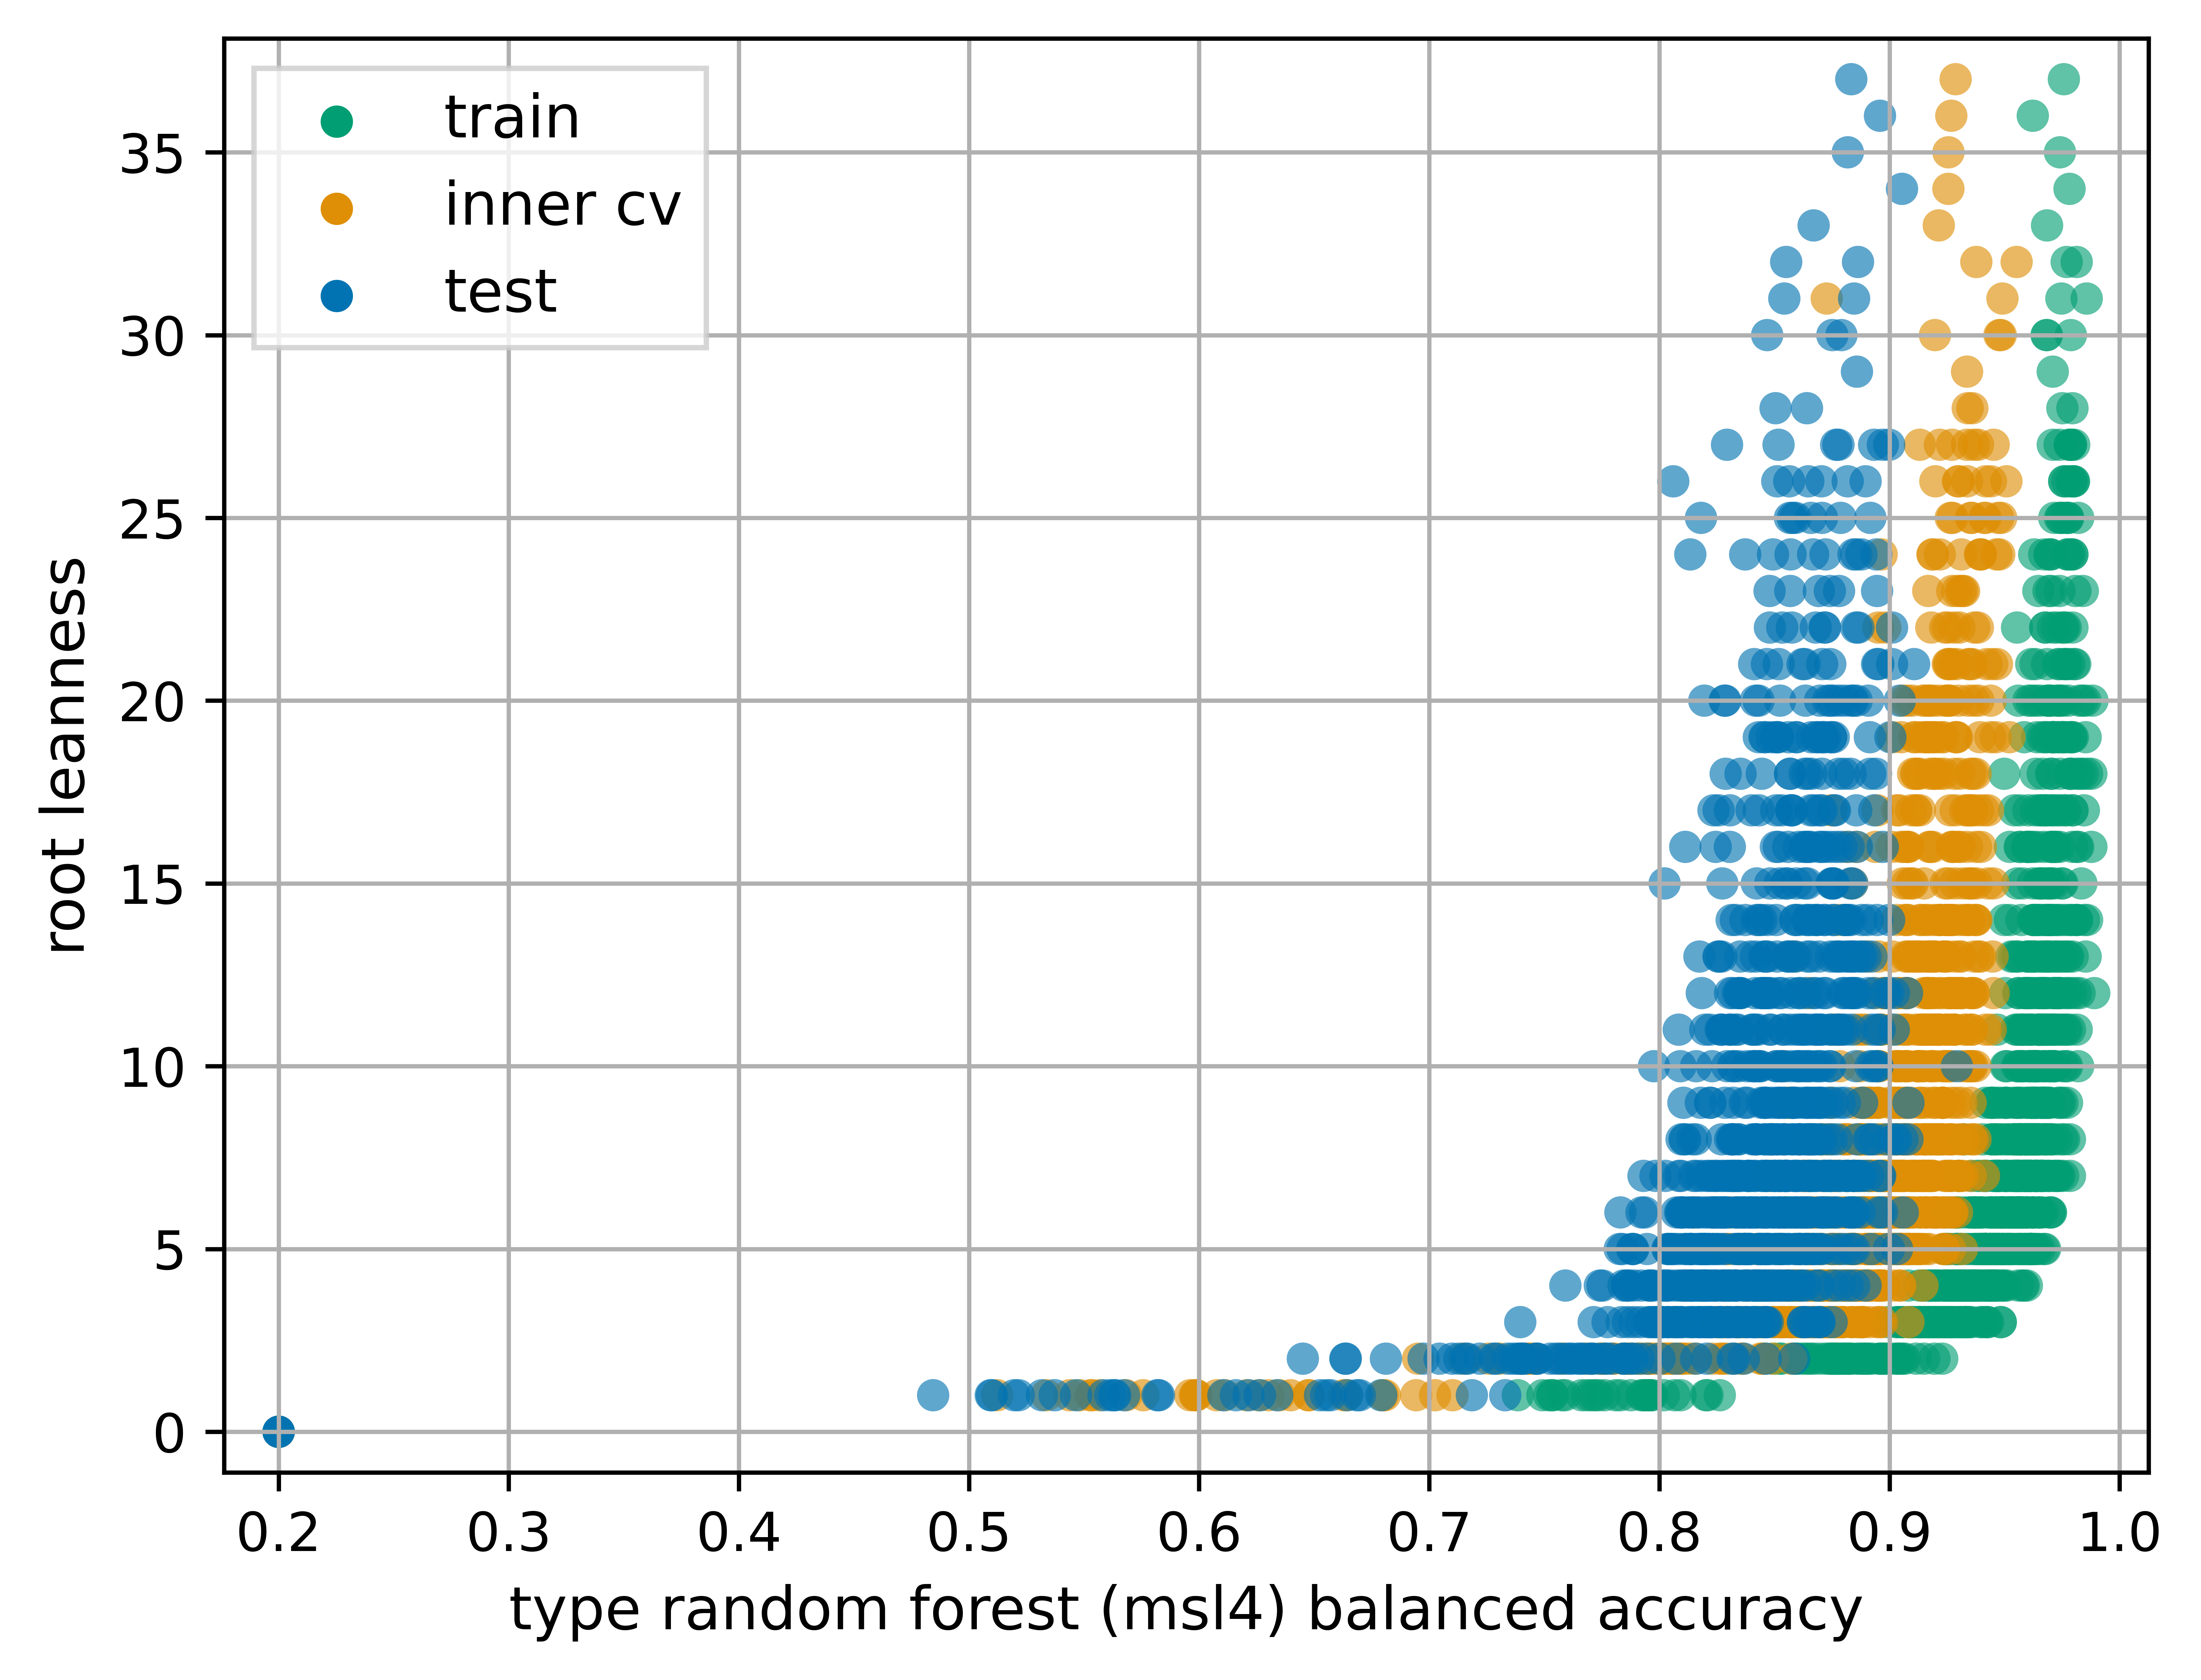 train
inner cv
test
35
30
25
20
15
10
5
0
root leanness
0.2 0.3 0.4 0.5 0.6 0.7 0.8 0.9 1.0
type random forest (msl4) balanced accuracy